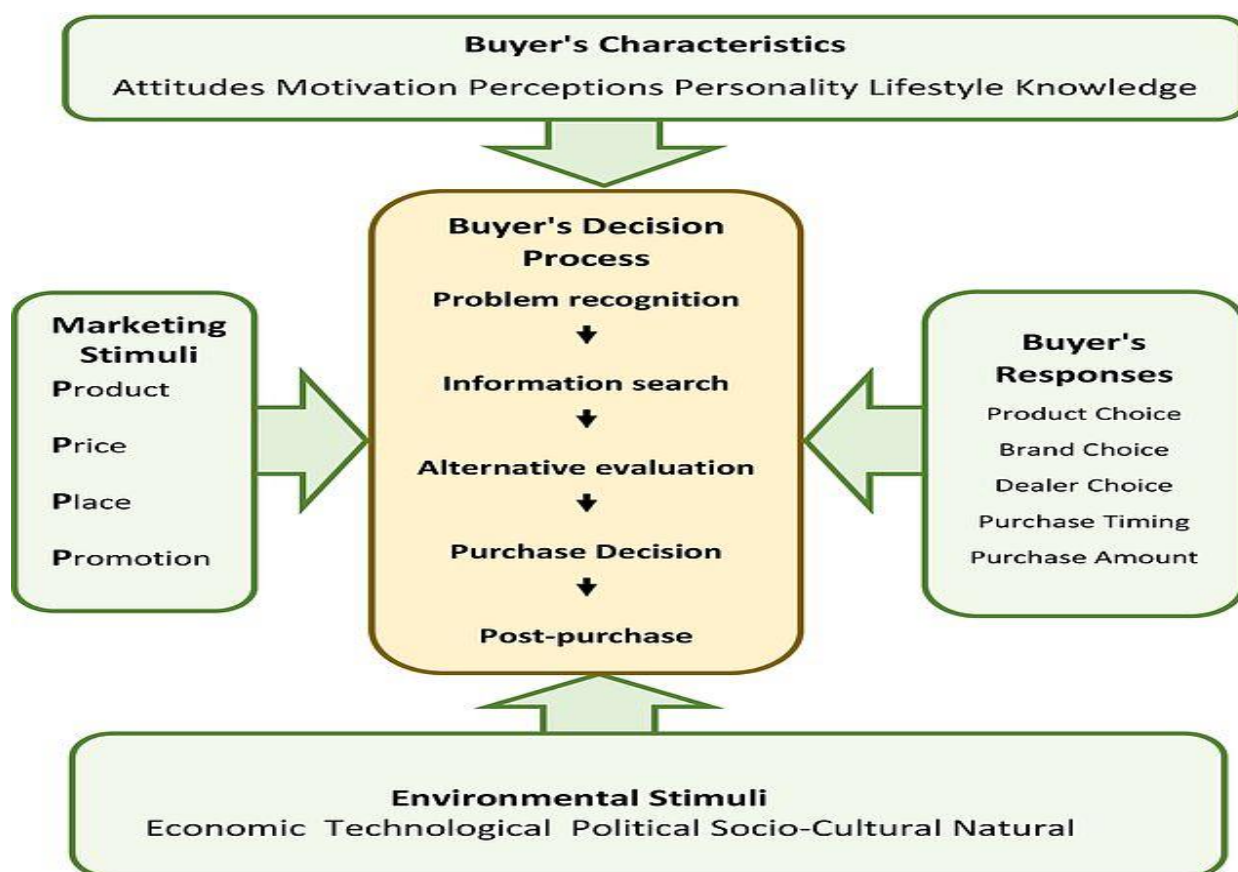 Buyer's Characteristics
Attitudes Motivation Perceptions Personality Lifestyle Knowledge
Buyer's Decision
Process
Problem recognition
Information search
Alternative evaluation
Purchase Decision
Post-purchase
Marketing
Stimuli
Product
Price
Place
Promotion
Buyer's
Responses
Product Choice
Brand Choice
Dealer Choice
Purchase Timing
Purchase Amount
Environmental Stimuli
Economic Technological Political Socio-Cultural Natural